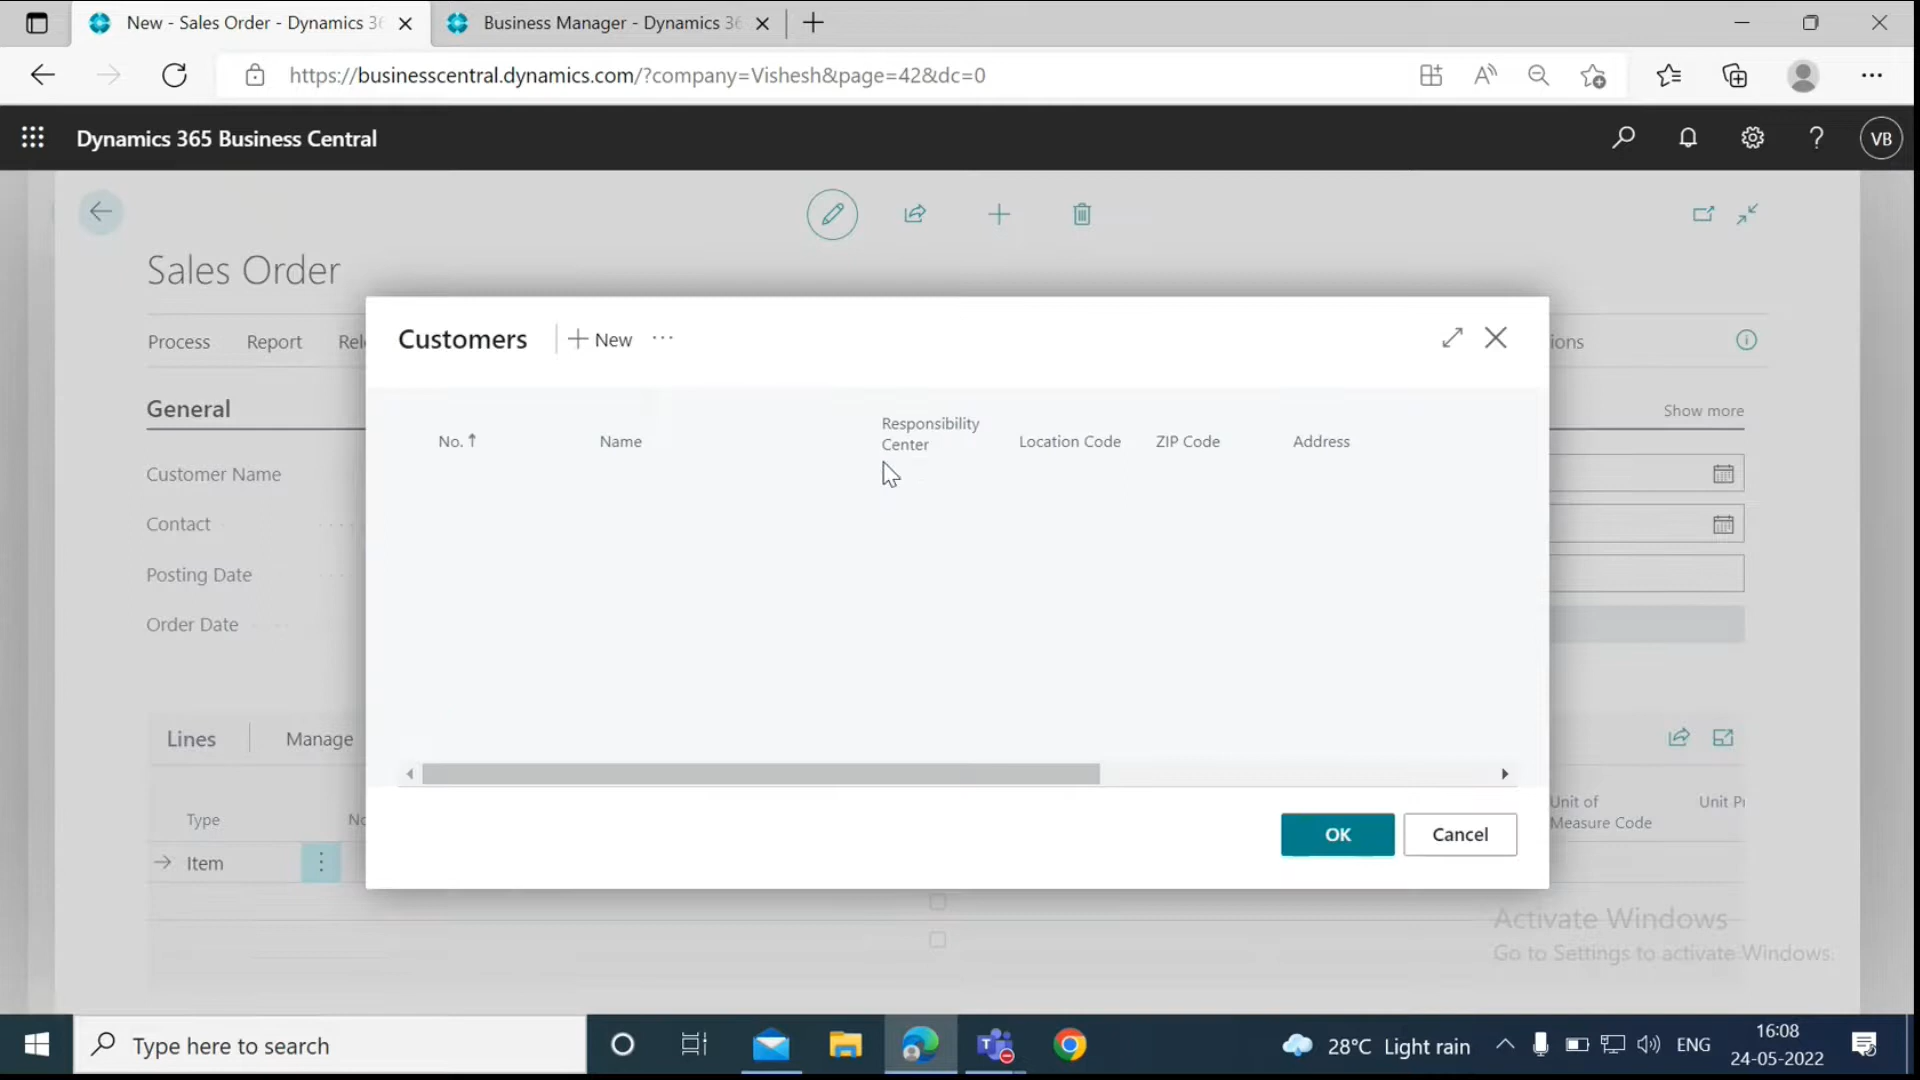 New - Sales Order - Dynamics 36
Business Manager - Dynamics 36
https://businesscentral.dynamics.com/?company=Vishesh&page=42&dc=0
Dynamics 365 Business Central
VB
Sales Order
Process Report Rel
ions
Customers
New
General
Show more
No. ↑
Name
Responsibility
Center
Location Code
ZIP Code
Address
Customer Name
Contact
Posting Date
Order Date
Lines
Manage
Type
No
Unit of
Measure Code
Unit Pr
OK
Cancel
Item
Activate Windows
Go to Settings to activate Windows.
Type here to search
28°C Light rain
ENG
16:08
24-05-2022